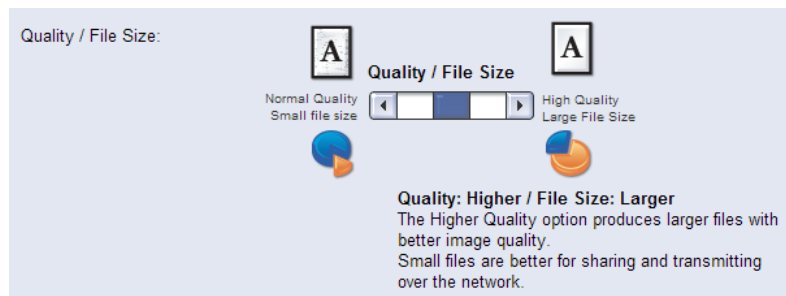 Quality / File Size:
A
A
Quality / File Size
Normal Quality
Small file size
High Quality
Large File Size
Quality: Higher / File Size: Larger
The Higher Quality option produces larger files with
better image quality.
Small files are better for sharing and transmitting
over the network.